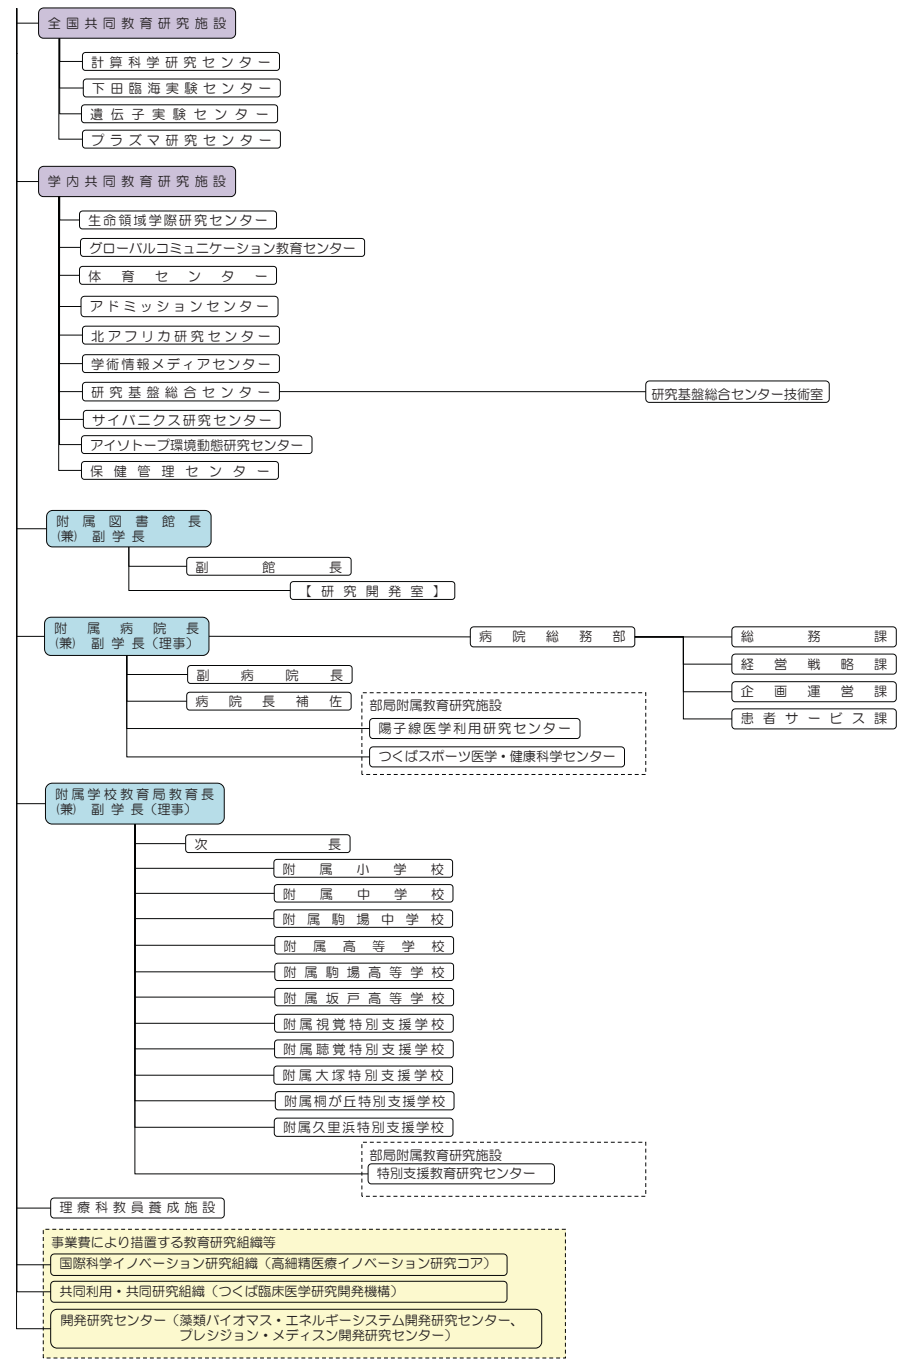 全国共同教育研究施設
計算科学研究センター
下田臨海実験センター
遺伝子実験センター
プラズマ研究センター
学内共同教育研究施設
生命領域学際研究センター
グローバルコミュニケーション教育センター
体育センター
アドミッションセンター
北アフリカ研究センター
学術情報メディアセンター
研究基盤総合センター
研究基盤総合センター技術室
サイバニクス研究センター
アイソトープ環境動態研究センター
保健管理センター
附属図書館長
(兼) 副学長
副館長
【研究開発室】
附属病院長
(兼) 副学長（理事）
病院総務部
総務課
経営戦略課
企画運営課
患者サービス課
副病院長
病院長補佐
部局附属教育研究施設
陽子線医学利用研究センター
つくばスポーツ医学・健康科学センター
附属学校教育局教育長
(兼) 副学長（理事）
次長
附属小学校
附属中学校
附属駒場中学校
附属高等学校
附属駒場高等学校
附属坂戸高等学校
附属視覚特別支援学校
附属聴覚特別支援学校
附属大塚特別支援学校
附属桐が丘特別支援学校
附属久里浜特別支援学校
部局附属教育研究施設
特別支援教育研究センター
理療科教員養成施設
事業費により措置する教育研究組織等
国際科学イノベーション研究組織（高細精医療イノベーション研究コア）
共同利用・共同研究組織（つくば臨床医学研究開発機構）
開発研究センター（藻類バイオマス・エネルギーシステム開発研究センター、
プレシジョン・メディスン開発研究センター）